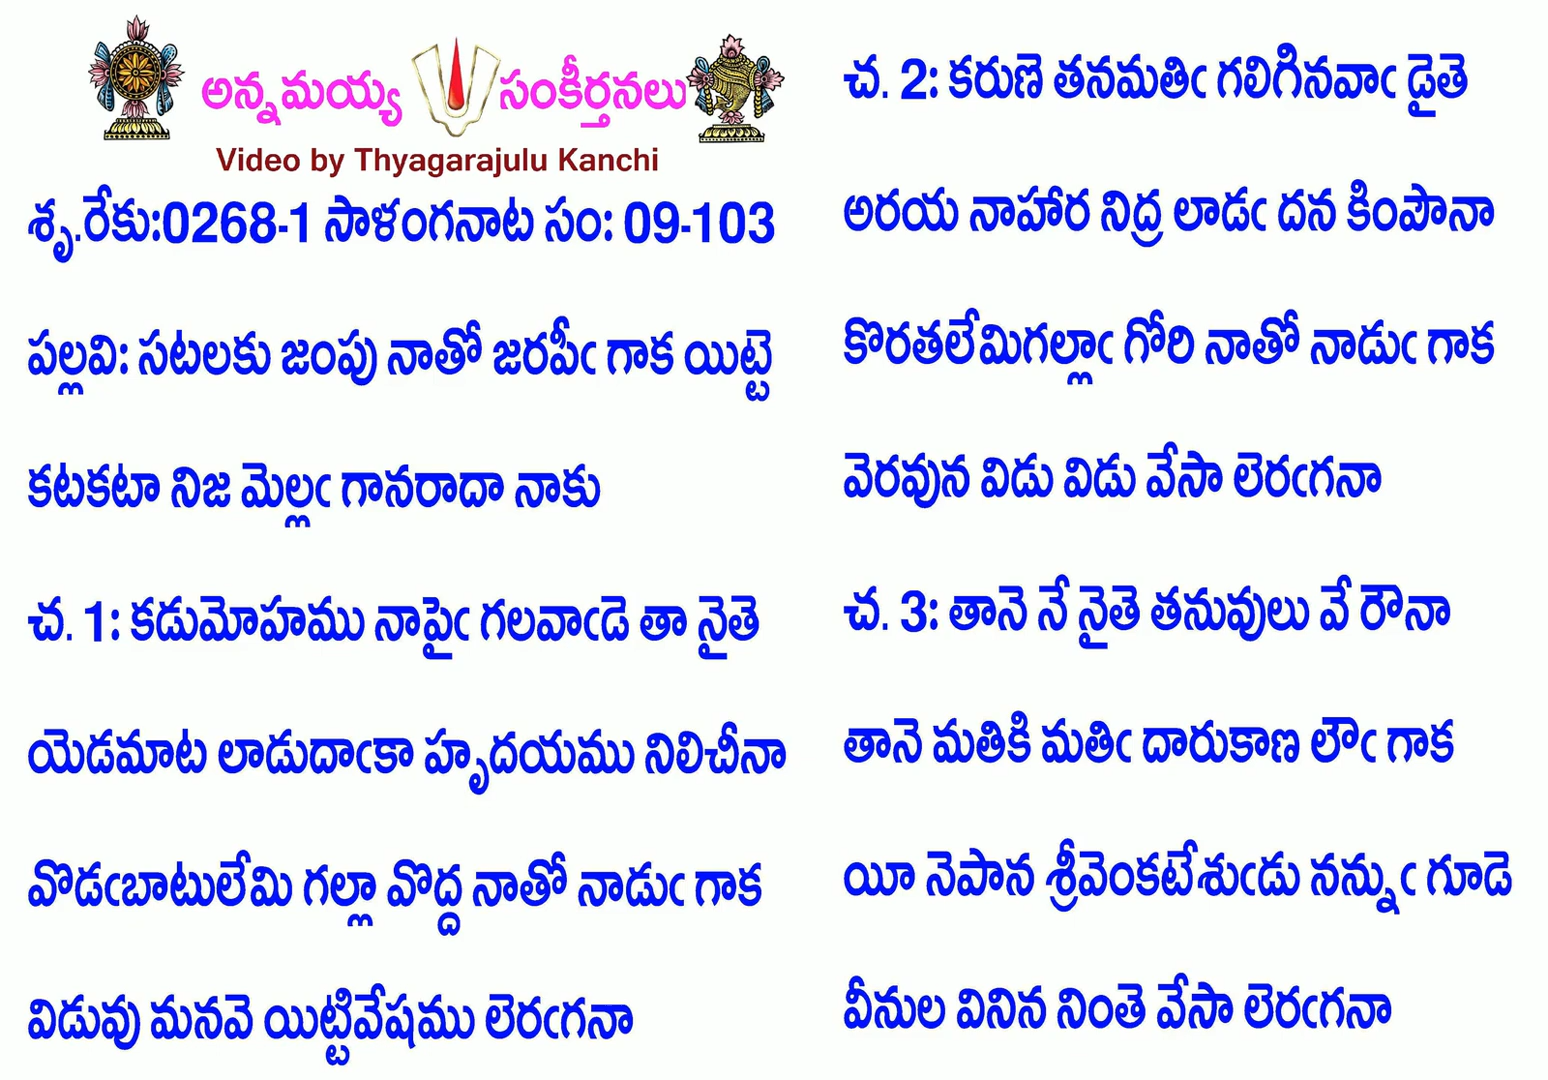 అన్నమయ్య సంకీర్తనలు
Video by Thyagarajulu Kanchi
శృ.రేకు:0268-1 సాళంగనాట సం: 09-103
పల్లవి: సటలకు జంపు నాతో జరపీఁ గాక యిట్టె
కటకటా నిజ మెల్లఁ గానరాదా నాకు
చ. 1: కడుమోహము నాపైఁ గలవాఁడె తా నైతె
యెడమాట లాడుదాఁకా హృదయము నిలిచీనా
వొడఁబాటులేమి గల్లా వొద్ద నాతో నాడుఁ గాక
విడువు మనవె యిట్టివేషము లెరఁగనా
చ. 2: కరుణె తనమతిఁ గలిగినవాఁ డైతె
అరయ నాహార నిద్ర లాడఁ దన కింపౌనా
కొరతలేమిగల్లాఁ గోరి నాతో నాడుఁ గాక
వెరవున విడు విడు వేసా లెరఁగనా
చ. 3: తానె నే నైతె తనువులు వే రౌనా
తానె మతికి మతిఁ దారుకాణ లౌఁ గాక
యీ నెపాన శ్రీవెంకటేశుఁడు నన్నుఁ గూడె
వీనుల వినిన నింతె వేసా లెరఁగనా